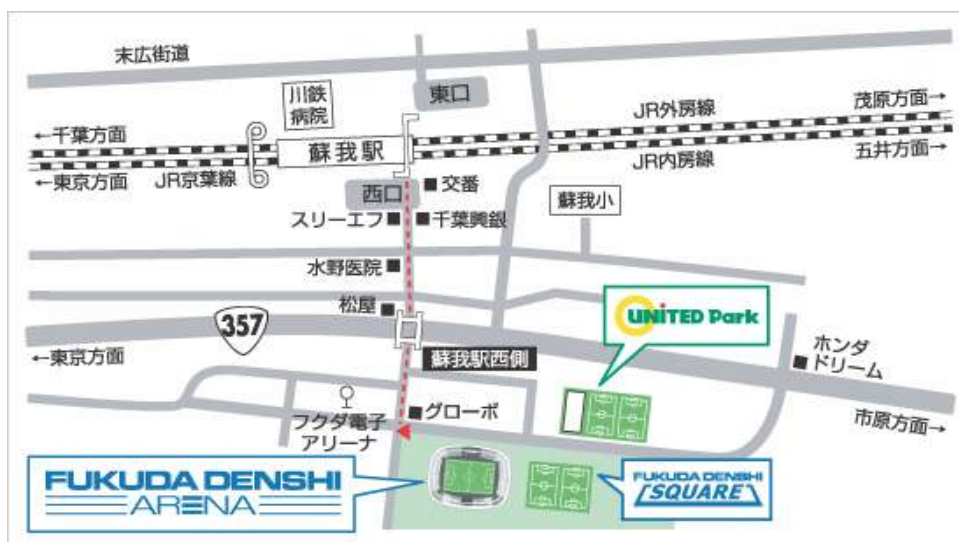 末広街道
川鉄
病院
東口
JR外房線
茂原方面→
←千葉方面
蘇我駅
JR内房線
五井方面→
←東京方面
JR京葉線
西口
交番
蘇我小
スリーエフ
千葉興銀
水野医院
松屋
UNITED Park
357
←東京方面
蘇我駅西側
ホンダ
ドリーム
グローボ
市原方面→
フクダ電子
アリーナ
FUKUDA DENSHI
ARENA
FUKUDA DENSHI
SQUARE